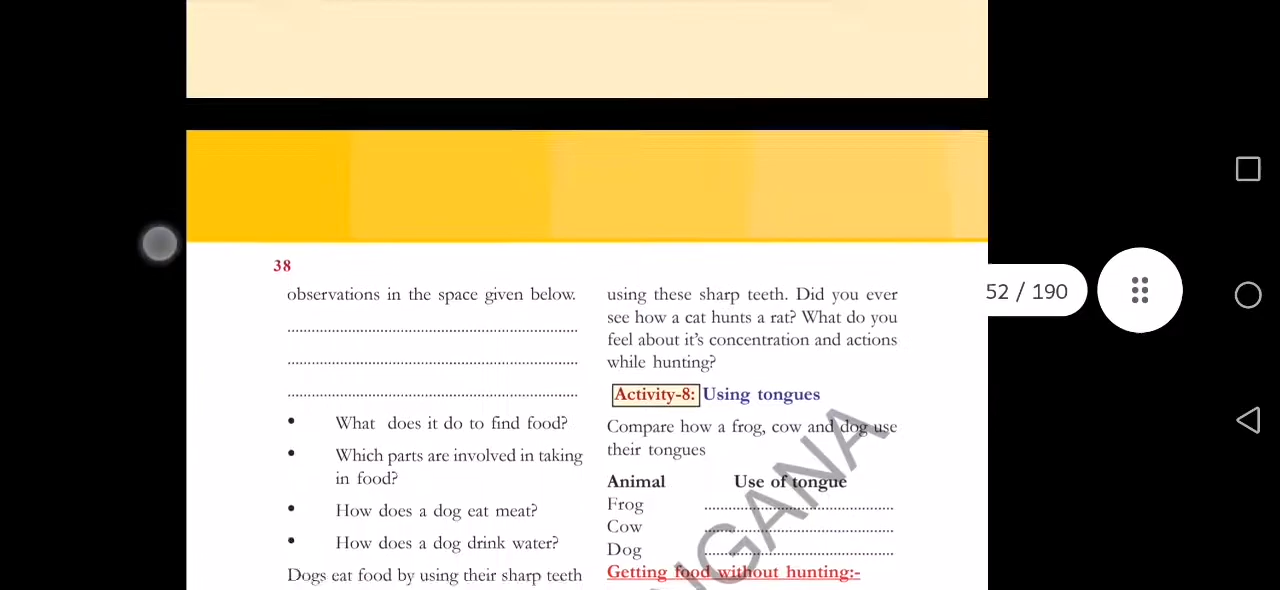 38
observations in the space given below.
..............................................................
..............................................................
..............................................................
• What does it do to find food?
• Which parts are involved in taking
in food?
• How does a dog eat meat?
• How does a dog drink water?
Dogs eat food by using their sharp teeth
using these sharp teeth. Did you ever
see how a cat hunts a rat? What do you
feel about it's concentration and actions
while hunting?
Activity-8: Using tongues
Compare how a frog, cow and dog use
their tongues
Animal Use of tongue
Frog ........................................
Cow ........................................
Dog ........................................
Getting food without hunting:-
52 / 190